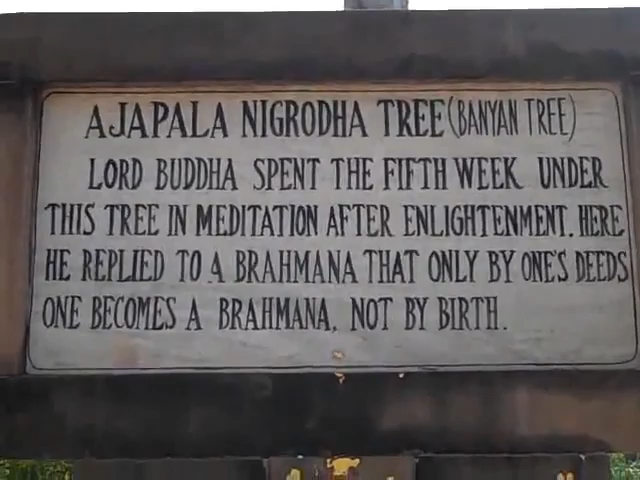 AJAPALA NIGRODHA TREE (BANYAN TREE)
LORD BUDDHA SPENT THE FIFTH WEEK UNDER
THIS TREE IN MEDITATION AFTER ENLIGHTENMENT. HERE
HE REPLIED TO A BRAHMANA THAT ONLY BY ONE'S DEEDS
ONE BECOMES A BRAHMANA, NOT BY BIRTH.